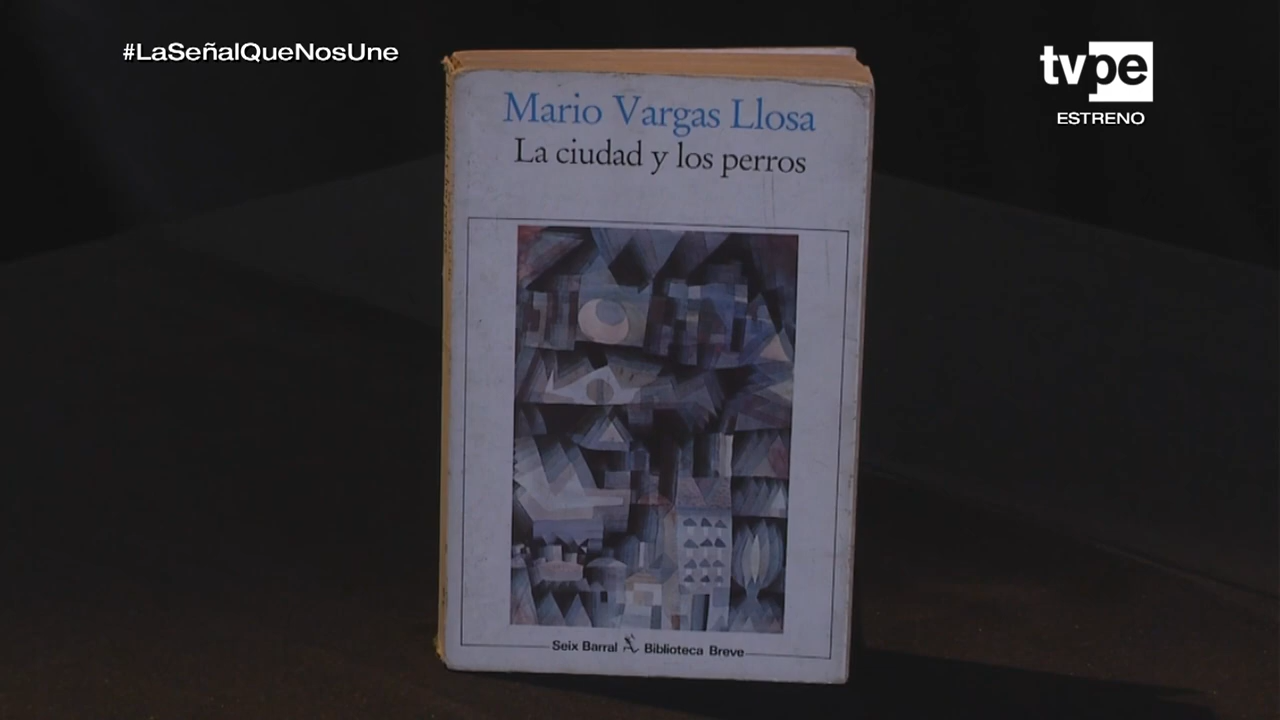 #LaSeñalQueNosUne
tvpe
ESTRENO
Mario Vargas Llosa
La ciudad y los perros
Seix Barral Biblioteca Breve